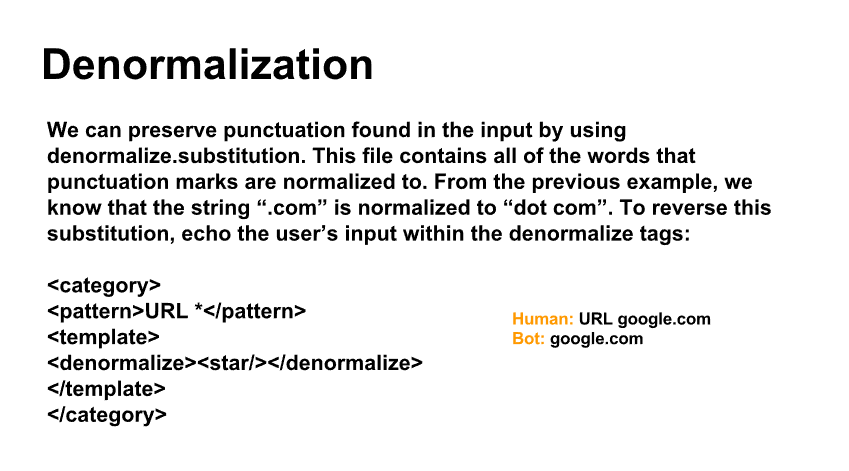 Denormalization
We can preserve punctuation found in the input by using
denormalize.substitution. This file contains all of the words that
punctuation marks are normalized to. From the previous example, we
know that the string “.com” is normalized to “dot com”. To reverse this
substitution, echo the user’s input within the denormalize tags:
<category>
<pattern>URL *</pattern>
<template>
<denormalize><star/></denormalize>
</template>
</category>
Human: URL google.com
Bot: google.com